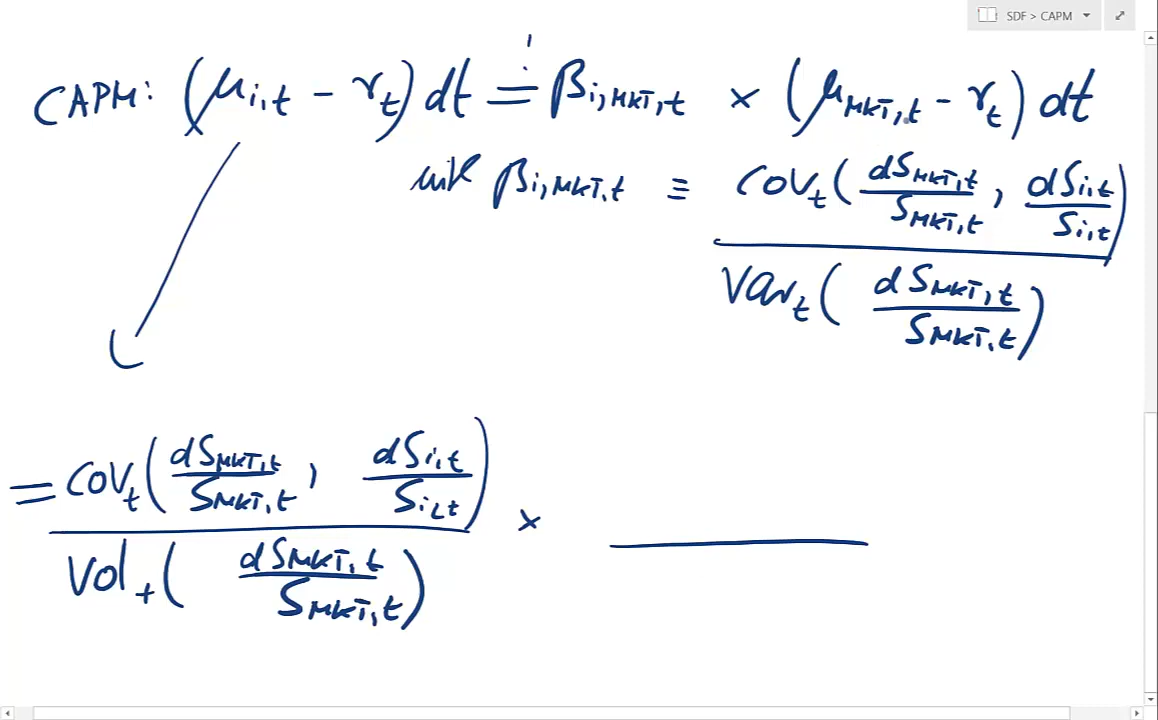 SDF > CAPM
CAPM: (μi,t − rt) dt ≐ βi,MKT,t × (μMKT,t − rt) dt
with βi,MKT,t ≡ COVt( dSMKT,t / SMKT,t , dSi,t / Si,t )
Vart( dSMKT,t / SMKT,t )
= COVt( dSMKT,t / SMKT,t , dSi,t / Si,t ) ×
Volt( dSMKT,t / SMKT,t )